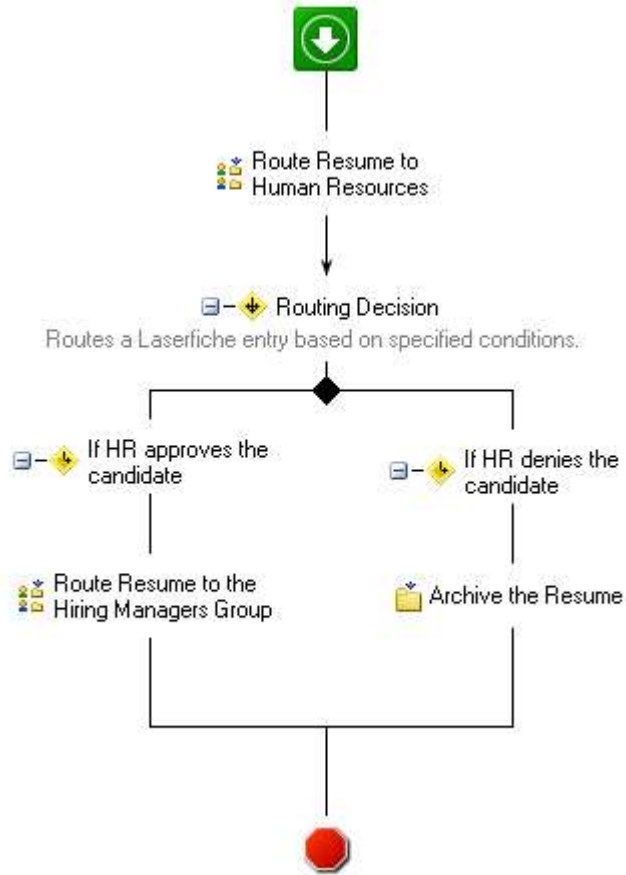 Route Resume to
Human Resources
Routing Decision
Routes a Laserfiche entry based on specified conditions.
If HR approves the
candidate
If HR denies the
candidate
Route Resume to the
Hiring Managers Group
Archive the Resume